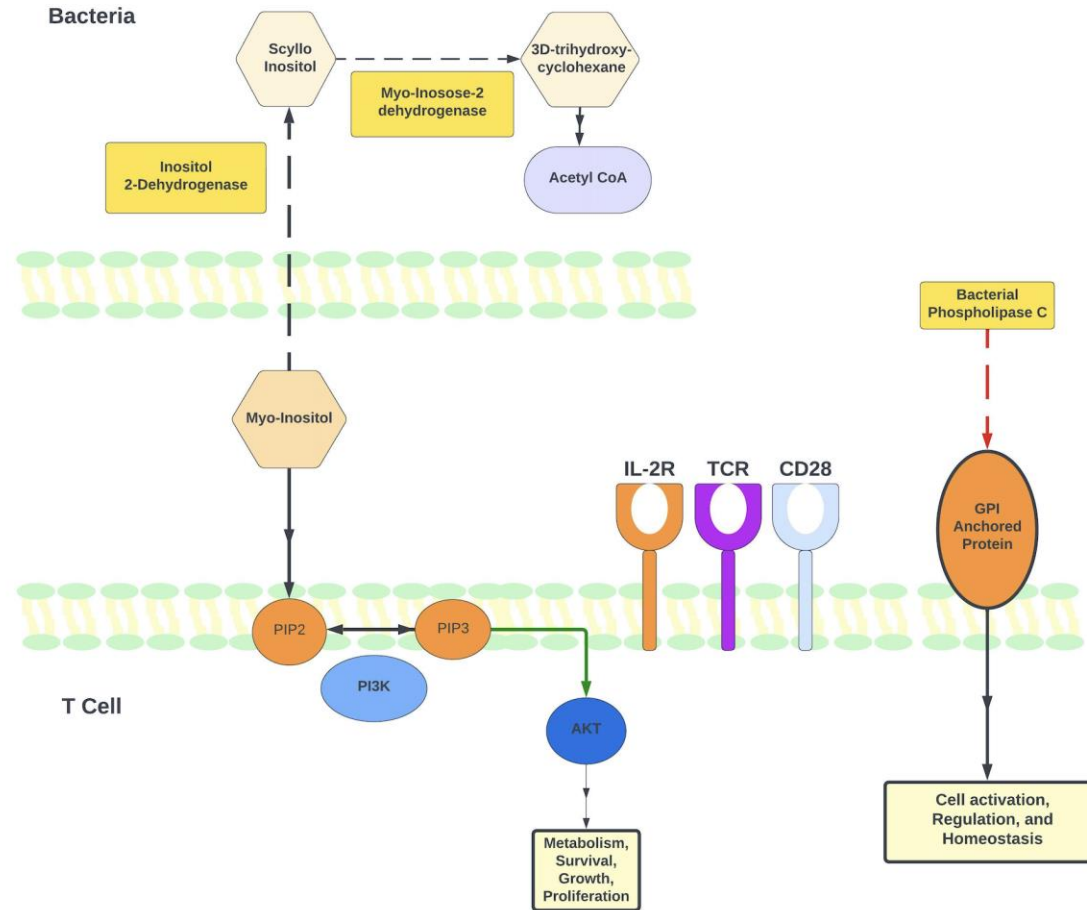 Bacteria
Scyllo
Inositol
3D-trihydroxy-
cyclohexane
Myo-Inosose-2
dehydrogenase
Inositol
2-Dehydrogenase
Acetyl CoA
Bacterial
Phospholipase C
Myo-Inositol
IL-2R
TCR
CD28
GPI
Anchored
Protein
PIP2
PIP3
PI3K
T Cell
AKT
Cell activation,
Regulation, and
Homeostasis
Metabolism,
Survival,
Growth,
Proliferation